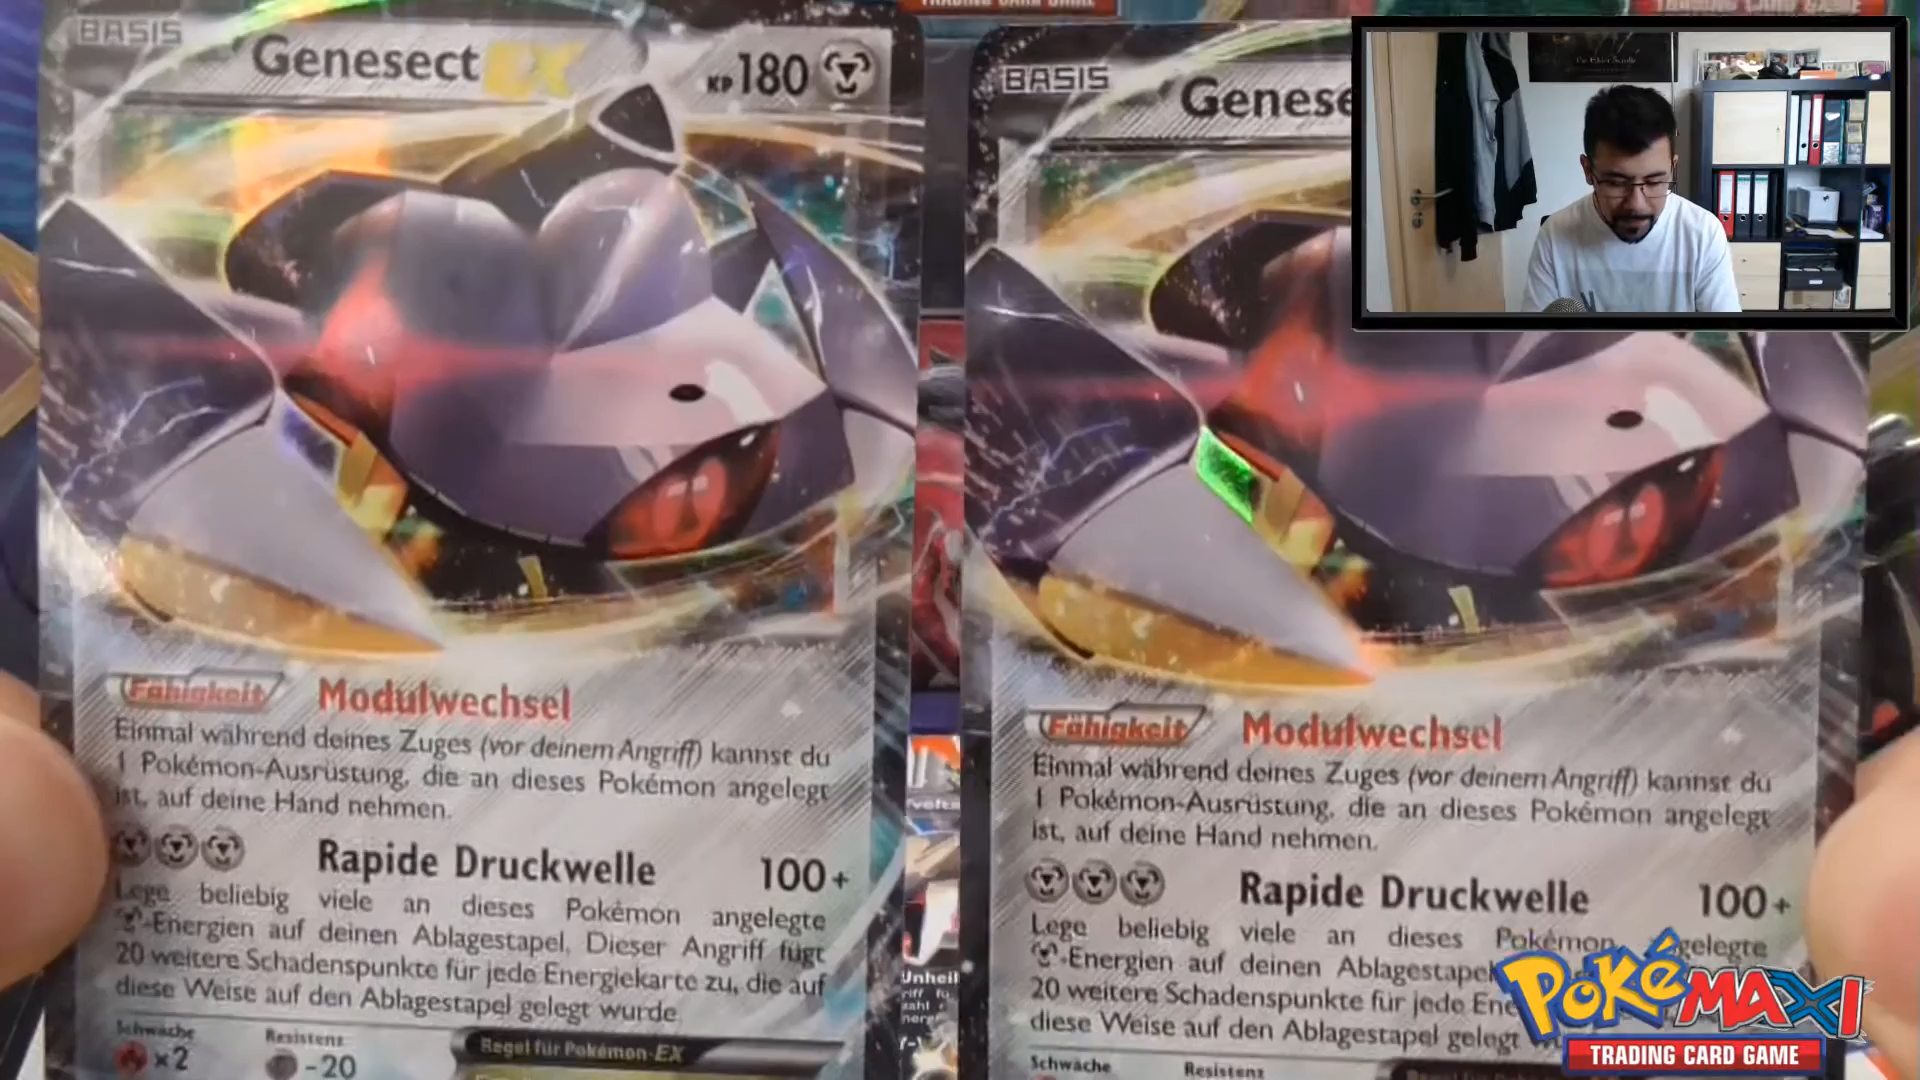 BASIS
Genesect EX
KP 180
Fähigkeit Modulwechsel
Einmal während deines Zuges (vor deinem Angriff) kannst du
1 Pokémon-Ausrüstung, die an dieses Pokémon angelegt
ist, auf deine Hand nehmen.
Rapide Druckwelle 100+
Lege beliebig viele an dieses Pokémon angelegte
-Energien auf deinen Ablagestapel. Dieser Angriff fügt
20 weitere Schadenspunkte für jede Energiekarte zu, die auf
diese Weise auf den Ablagestapel gelegt wurde.
Schwäche
×2
Resistenz
-20
Regel für Pokémon-EX
BASIS
Genese
Fähigkeit Modulwechsel
Einmal während deines Zuges (vor deinem Angriff) kannst du
1 Pokémon-Ausrüstung, die an dieses Pokémon angelegt
ist, auf deine Hand nehmen.
Rapide Druckwelle 100+
Lege beliebig viele an dieses Pokémon gelegte
-Energien auf deinen Ablagestapel
20 weitere Schadenspunkte für jede Ene
diese Weise auf den Ablagestapel gelegt
Schwäche
Resistenz
Unheil
POKéMAXI
TRADING CARD GAME